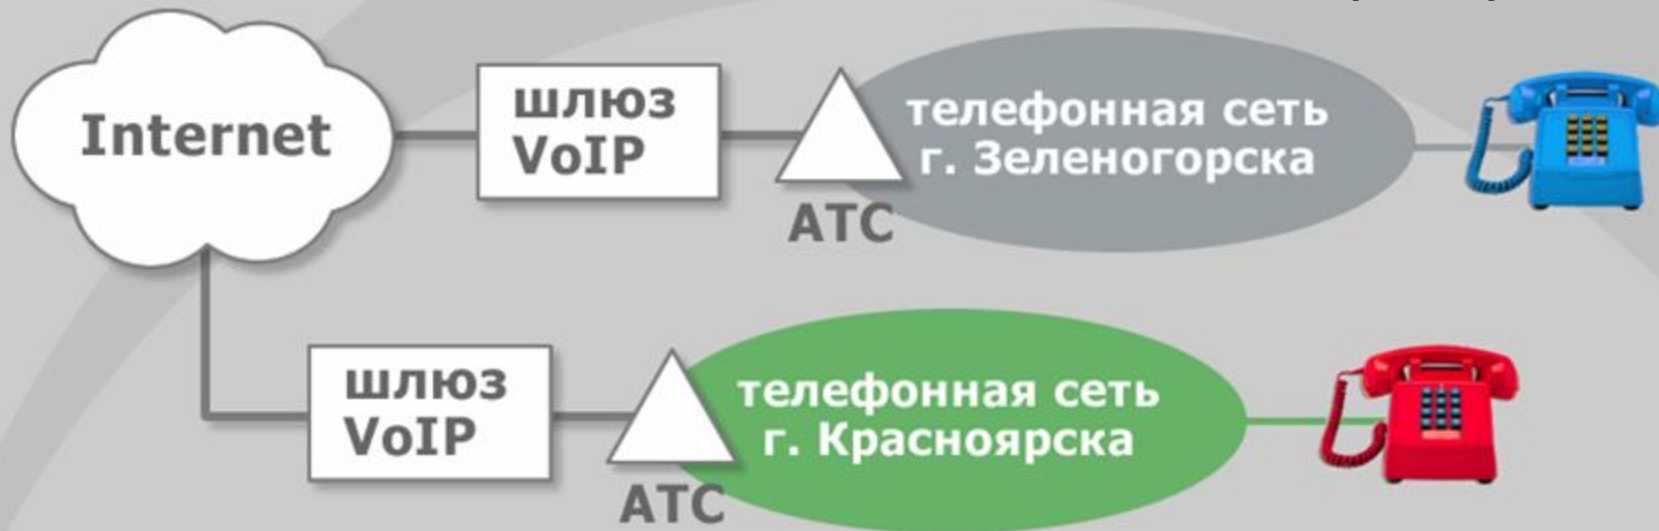 Internet
шлюз
VoIP
АТС
телефонная сеть
г. Зеленогорска
шлюз
VoIP
АТС
телефонная сеть
г. Красноярска